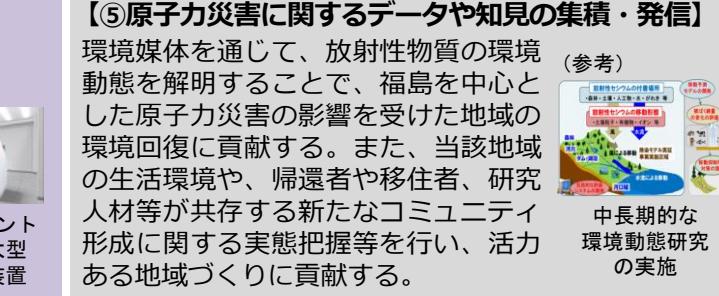 【⑤原子力災害に関するデータや知見の集積・発信】
環境媒体を通じて、放射性物質の環境
動態を解明することで、福島を中心と
した原子力災害の影響を受けた地域の
環境回復に貢献する。また、当該地域
の生活環境や、帰還者や移住者、研究
人材等が共存する新たなコミュニティ
形成に関する実態把握等を行い、活力
ある地域づくりに貢献する。
(参考)
放射性セシウムの付着場所
放射性セシウムの移動形態
中長期的な
環境動態研究
の実施
ント
大型
装置